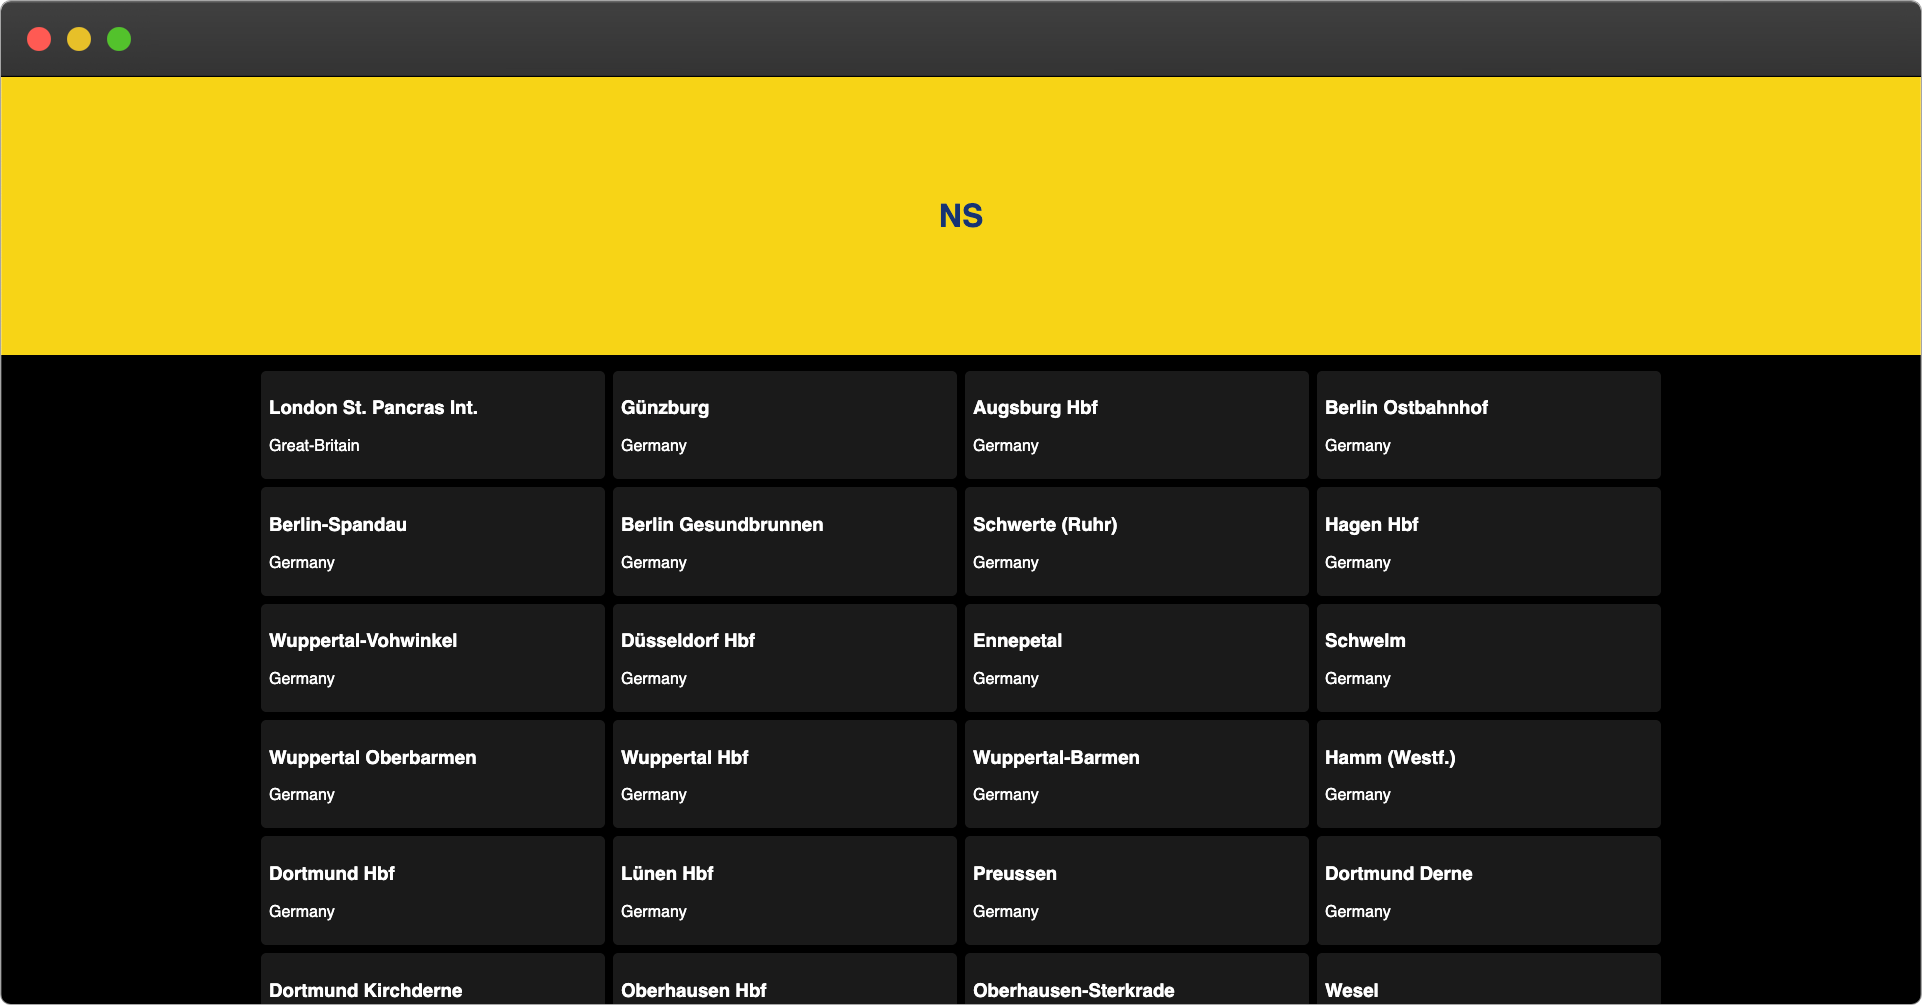 NS
London St. Pancras Int.
Great-Britain
Günzburg
Germany
Augsburg Hbf
Germany
Berlin Ostbahnhof
Germany
Berlin-Spandau
Germany
Berlin Gesundbrunnen
Germany
Schwerte (Ruhr)
Germany
Hagen Hbf
Germany
Wuppertal-Vohwinkel
Germany
Düsseldorf Hbf
Germany
Ennepetal
Germany
Schwelm
Germany
Wuppertal Oberbarmen
Germany
Wuppertal Hbf
Germany
Wuppertal-Barmen
Germany
Hamm (Westf.)
Germany
Dortmund Hbf
Germany
Lünen Hbf
Germany
Preussen
Germany
Dortmund Derne
Germany
Dortmund Kirchderne
Oberhausen Hbf
Oberhausen-Sterkrade
Wesel